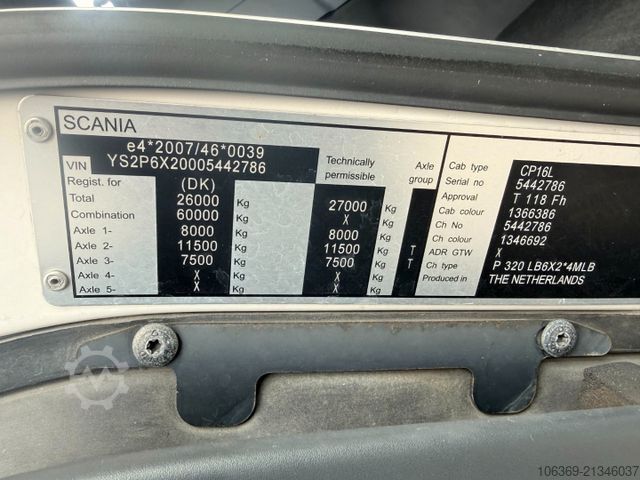 SCANIA
e4*2007/46*0039
VIN YS2P6X20005442786
Regist. for (DK) Technically permissible Axle group
Total 26000 Kg 27000 Kg
Combination 60000 Kg X Kg
Axle 1- 8000 Kg 8000 Kg
Axle 2- 11500 Kg 11500 Kg T
Axle 3- 7500 Kg 7500 Kg T
Axle 4- X Kg X Kg
Axle 5- X Kg X Kg
Cab type CP16L
Serial no 5442786
Approval T 118 Fh
Cab colour 1366386
Ch No 5442786
Ch colour 1346692
ADR GTW X
Ch type P 320 LB6X2*4MLB
Produced in THE NETHERLANDS
106369-21346037